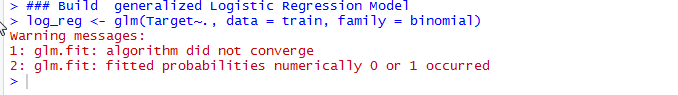 > ### Build  generalized Logistic Regression Model
> log_reg <- glm(Target~., data = train, family = binomial)
Warning messages:
1: glm.fit: algorithm did not converge
2: glm.fit: fitted probabilities numerically 0 or 1 occurred
>